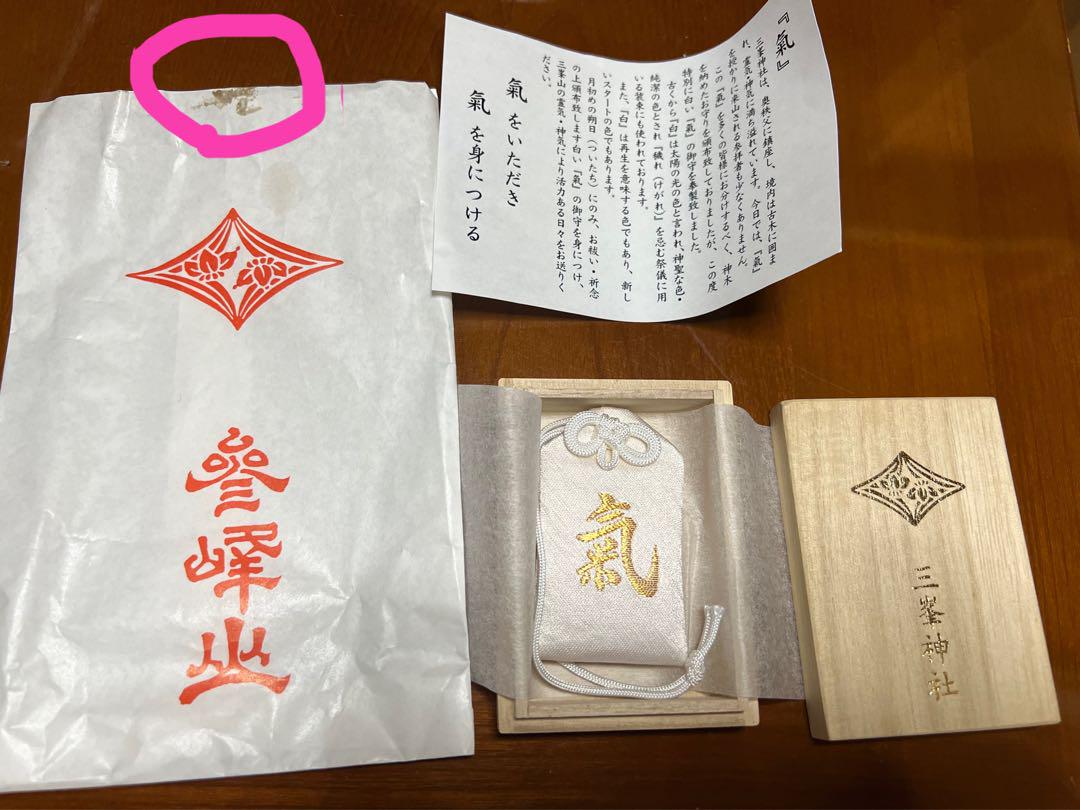 『氣』
三峯神社は、奥秩父に鎮座し、境内は古木に囲ま
れ、霊気・神気に満ち溢れています。今日では、『氣』
を授かりに来山される参拝者も少なくありません。
この『氣』を多くの皆様にお分けするべく、神木
を納めたお守りを頒布致しておりましたが、この度
特別に白い『氣』の御守を奉製致しました。
古くから『白』は太陽の光の色と言われ、神聖な色・
純潔の色とされ『穢れ（けがれ）』を忌む祭儀に用
いる装束にも使われております。
また、『白』は再生を意味する色でもあり、新し
いスタートの色でもあります。
月初めの朔日（ついたち）にのみ、お祓い・祈念
の上頒布致します白い『氣』の御守を身につけ、
三峯山の霊気・神気により活力ある日々をお送りく
ださい。
氣をいただき
氣を身につける
參峰山
氣
三峯神社